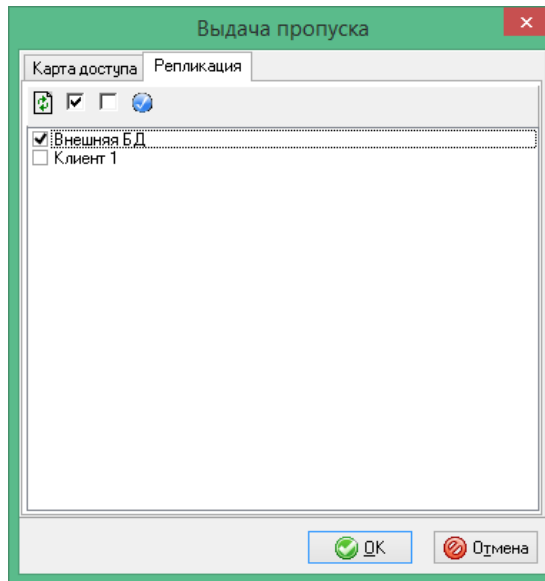 Выдача пропуска
Карта доступа Репликация
Внешняя БД
Клиент 1
OK Отмена